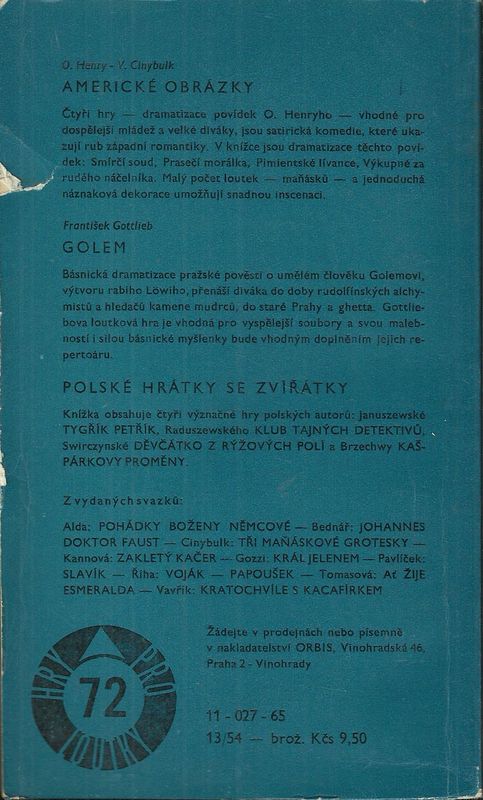 O. Henry - V. Cinybulk
AMERICKÉ OBRÁZKY
Čtyři hry — dramatizace povídek O. Henryho — vhodné pro
dospělejší mládež a velké diváky, jsou satirická komedie, které uka-
zují rub západní romantiky. V knížce jsou dramatizace těchto poví-
dek: Smírčí soud, Prasečí morálka, Pimientské lívance, Výkupné za
rudého náčelníka. Malý počet loutek — maňásků — a jednoduchá
náznaková dekorace umožňují snadnou inscenaci.
František Gottlieb
GOLEM
Básnická dramatizace pražské pověsti o umělém člověku Golemovi,
výtvoru rabiho Löwiho, přenáší diváka do doby rudolfínských alchy-
mistů a hledačů kamene mudrců, do staré Prahy a ghetta. Gottlie-
bova loutková hra je vhodná pro vyspělejší soubory a svou maleb-
ností i silou básnické myšlenky bude vhodným doplněním jejich re-
pertoáru.
POLSKÉ HRÁTKY SE ZVÍŘÁTKY
Knížka obsahuje čtyři význačné hry polských autorů: Januszewské
TYGŘÍK PETŘÍK, Raduszewského KLUB TAJNÝCH DETEKTIVŮ,
Swirczynské DĚVČÁTKO Z RÝŽOVÝCH POLÍ a Brzechwy KAŠ-
PÁRKOVY PROMĚNY.
Z vydaných svazků:
Alda: POHÁDKY BOŽENY NĚMCOVÉ — Bednář: JOHANNES
DOKTOR FAUST — Cinybulk: TŘI MAŇÁSKOVÉ GROTESKY —
Kannová: ZAKLETÝ KAČER — Gozzi: KRÁL JELENEM — Pavlíček:
SLAVÍK — Říha: VOJÁK — PAPOUŠEK — Tomasová: Ať ŽIJE
ESMERALDA — Vavřík: KRATOCHVÍLE S KACAFÍRKEM
Žádejte v prodejnách nebo písemně
v nakladatelství ORBIS, Vinohradská 46,
Praha 2 - Vinohrady
HRY PRO
72
LOUTKY
11 - 027 - 65
13/54 — brož. Kčs 9,50